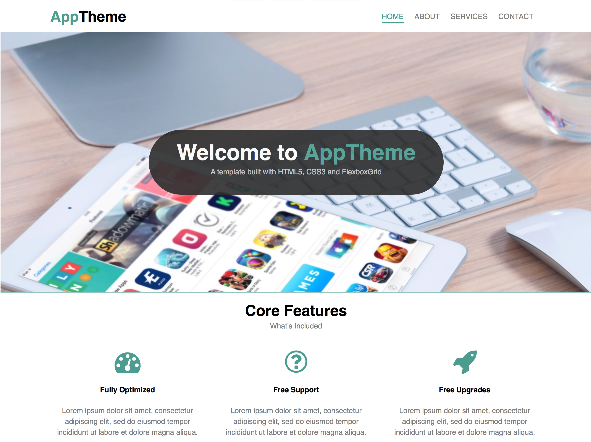 AppTheme
HOME ABOUT SERVICES CONTACT
Welcome to AppTheme
A template built with HTML5, CSS3 and FlexboxGrid
shadowmatic
GAMES
CSR
Core Features
What's Included
Fully Optimized
Free Support
Free Upgrades
Lorem ipsum dolor sit amet, consectetur
adipiscing elit, sed do eiusmod tempor
incididunt ut labore et dolore magna aliqua.
Lorem ipsum dolor sit amet, consectetur
adipiscing elit, sed do eiusmod tempor
incididunt ut labore et dolore magna aliqua.
Lorem ipsum dolor sit amet, consectetur
adipiscing elit, sed do eiusmod tempor
incididunt ut labore et dolore magna aliqua.